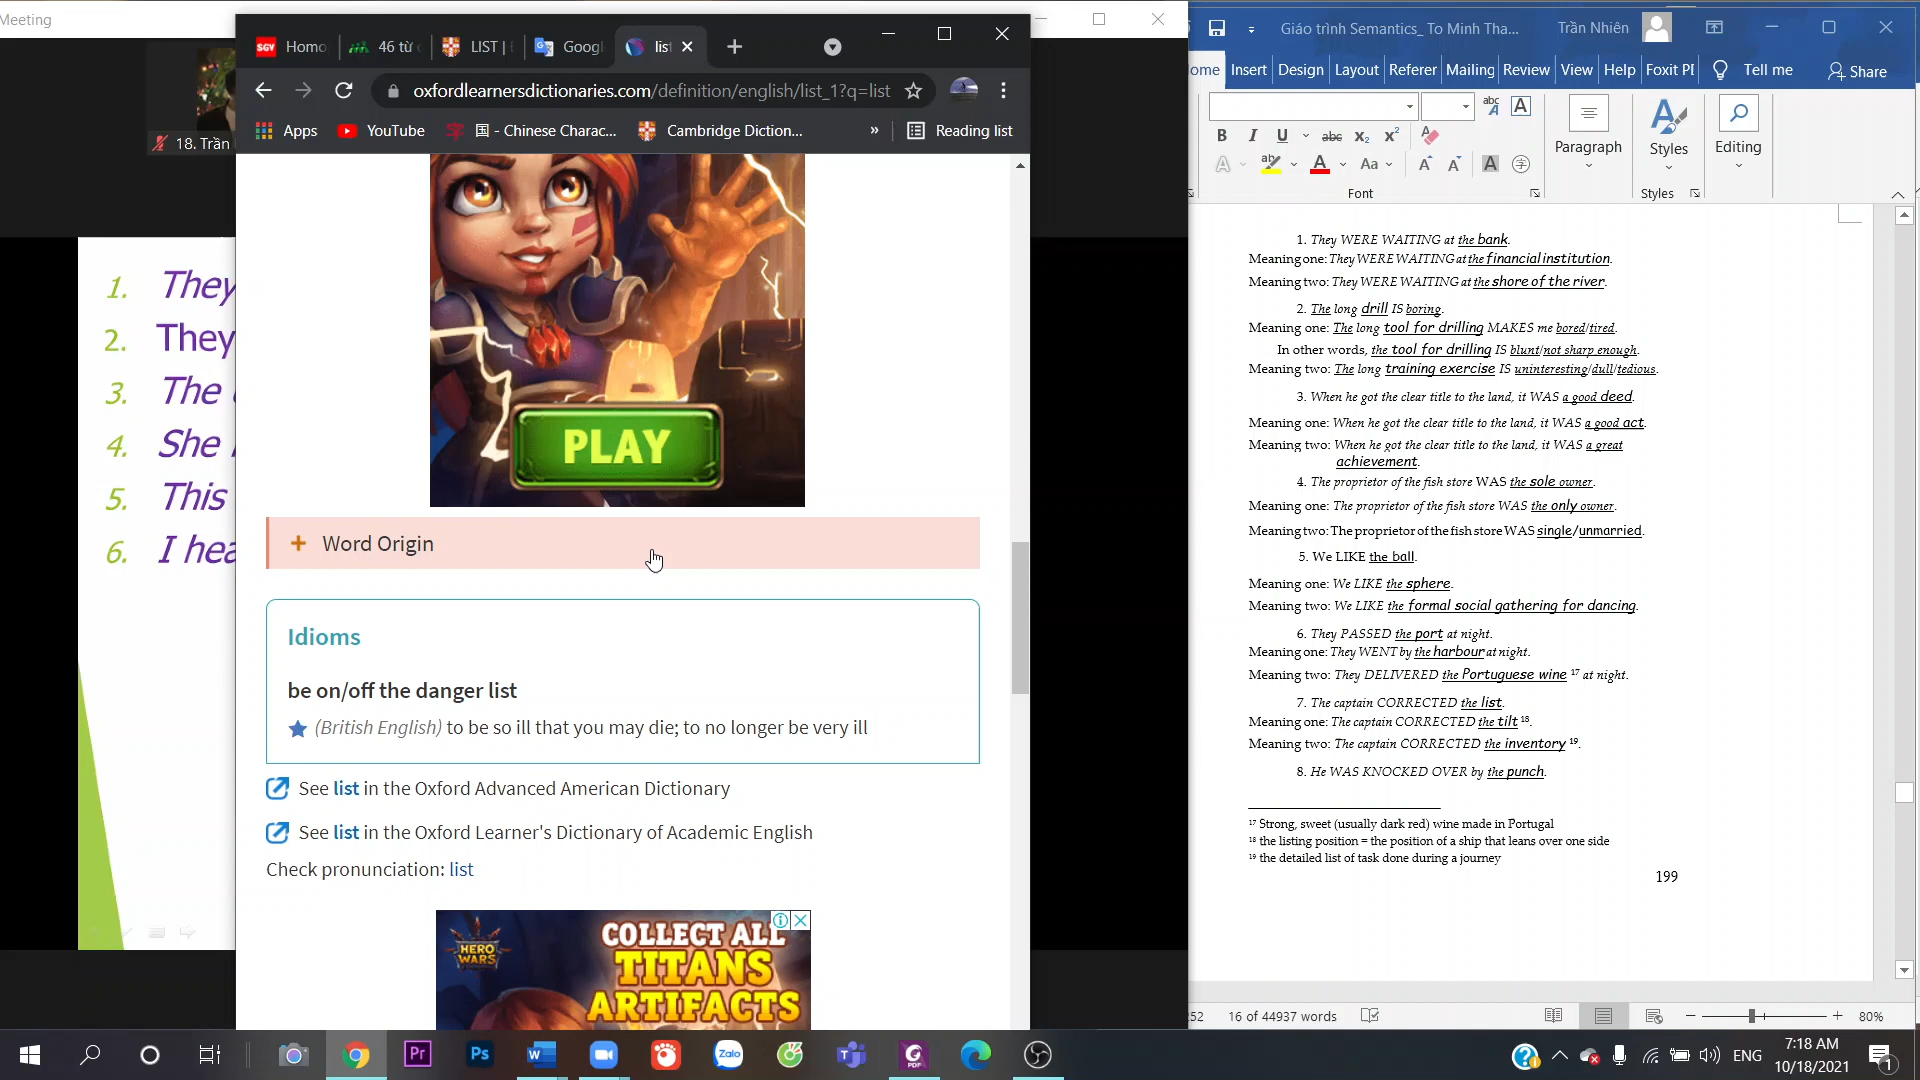 Meeting
18. Trần
1. They
2. They
3. The
4. She
5. This
6. I hea
SGV Homo
46 từ
LIST |
Googl
list
oxfordlearnersdictionaries.com/definition/english/list_1?q=list
Apps
YouTube
国 - Chinese Charac...
Cambridge Diction...
»
Reading list
PLAY
+ Word Origin
Idioms
be on/off the danger list
(British English) to be so ill that you may die; to no longer be very ill
See list in the Oxford Advanced American Dictionary
See list in the Oxford Learner's Dictionary of Academic English
Check pronunciation: list
HERO WARS
COLLECT ALL
TITANS
ARTIFACTS
Giáo trình Semantics_ To Minh Tha...
Trần Nhiên
ome Insert Design Layout Referer Mailing Review View Help Foxit PI Tell me Share
Paragraph
Styles
Editing
Font
Styles
1. They WERE WAITING at the bank.
Meaning one: They WERE WAITING at the financial institution.
Meaning two: They WERE WAITING at the shore of the river.
2. The long drill IS boring.
Meaning one: The long tool for drilling MAKES me bored/tired.
In other words, the tool for drilling IS blunt/not sharp enough.
Meaning two: The long training exercise IS uninteresting/dull/tedious.
3. When he got the clear title to the land, it WAS a good deed.
Meaning one: When he got the clear title to the land, it WAS a good act.
Meaning two: When he got the clear title to the land, it WAS a great
achievement.
4. The proprietor of the fish store WAS the sole owner.
Meaning one: The proprietor of the fish store WAS the only owner.
Meaning two: The proprietor of the fish store WAS single/unmarried.
5. We LIKE the ball.
Meaning one: We LIKE the sphere.
Meaning two: We LIKE the formal social gathering for dancing.
6. They PASSED the port at night.
Meaning one: They WENT by the harbour at night.
Meaning two: They DELIVERED the Portuguese wine 17 at night.
7. The captain CORRECTED the list.
Meaning one: The captain CORRECTED the tilt 18.
Meaning two: The captain CORRECTED the inventory 19.
8. He WAS KNOCKED OVER by the punch.
17 Strong, sweet (usually dark red) wine made in Portugal
18 the listing position = the position of a ship that leans over one side
19 the detailed list of task done during a journey
199
252 16 of 44937 words
80%
ENG
7:18 AM
10/18/2021